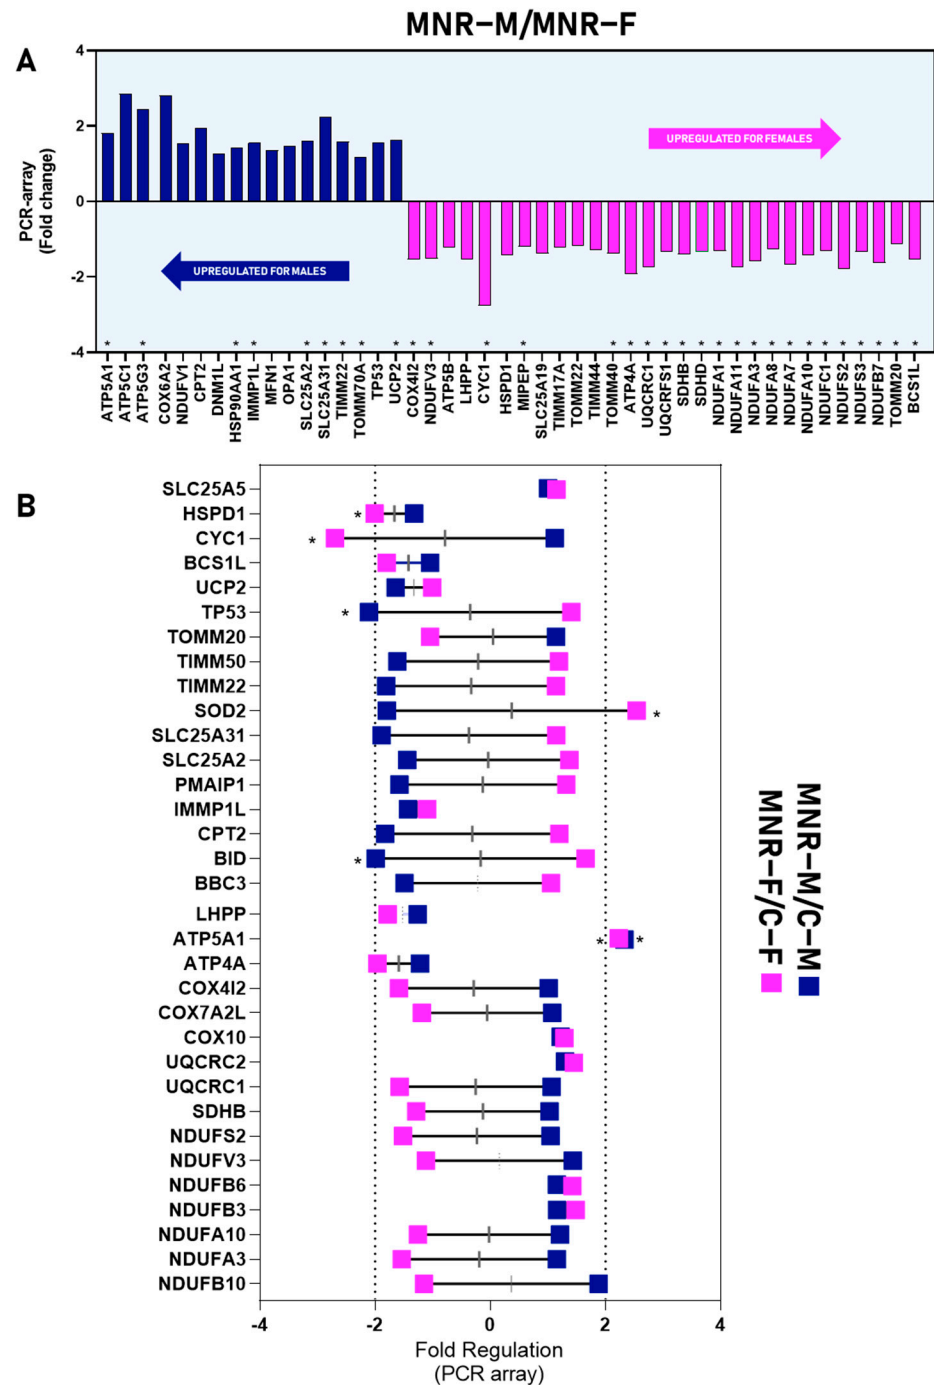 MNR–M/MNR–F
A
4
2
0
-2
-4
PCR-array
(Fold change)
UPREGULATED FOR FEMALES
UPREGULATED FOR MALES
* * * * * * * * * * * * * * * * * * * * * * * * * * * * *
ATP5A1
ATP5C1
ATP5G3
COX6A2
NDUFV1
CPT2
DNM1L
HSP90AA1
IMMP1L
MFN1
OPA1
SLC25A2
SLC25A31
TIMM22
TOMM70A
TP53
UCP2
COX4I2
NDUFV3
ATP5B
LHPP
CYC1
HSPD1
MIPEP
SLC25A19
TIMM17A
TOMM22
TIMM44
TOMM40
ATP4A
UQCRC1
UQCRFS1
SDHB
SDHD
NDUFA1
NDUFA11
NDUFA3
NDUFA8
NDUFA7
NDUFA10
NDUFC1
NDUFS2
NDUFS3
NDUFB7
TOMM20
BCS1L
B
SLC25A5
HSPD1 *
CYC1 *
BCS1L
UCP2
TP53 *
TOMM20
TIMM50
TIMM22
SOD2 *
SLC25A31
SLC25A2
PMAIP1
IMMP1L
CPT2
BID *
BBC3
LHPP
ATP5A1 * *
ATP4A
COX4I2
COX7A2L
COX10
UQCRC2
UQCRC1
SDHB
NDUFS2
NDUFV3
NDUFB6
NDUFB3
NDUFA10
NDUFA3
NDUFB10
-4 -2 0 2 4
Fold Regulation
(PCR array)
MNR–M/C–M
MNR–F/C–F